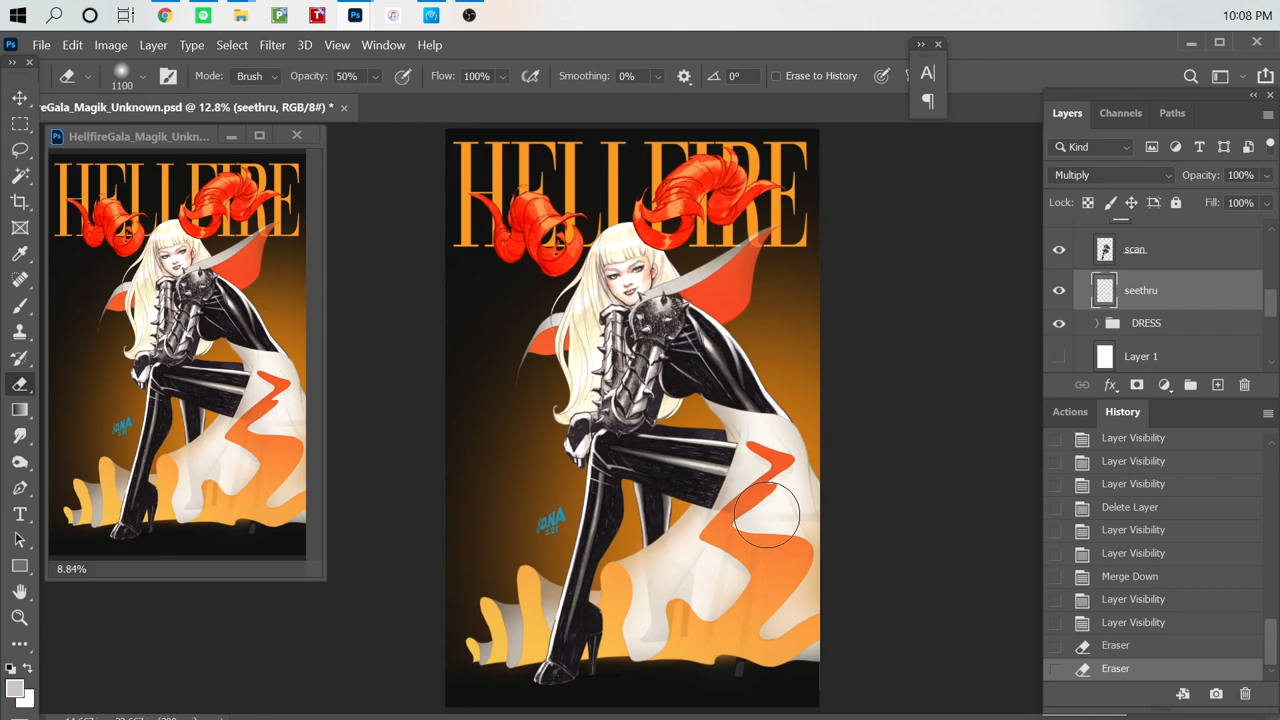 10:08 PM
Ps
File Edit Image Layer Type Select Filter 3D View Window Help
1100
Mode: Brush Opacity: 50% Flow: 100% Smoothing: 0% 0° Erase to History
ireGala_Magik_Unknown.psd @ 12.8% (seethru, RGB/8#) *
HellfireGala_Magik_Unkn...
HELLFIRE
8.84%
HELLFIRE
Layers Channels Paths
Kind
Multiply Opacity: 100%
Lock: Fill: 100%
scan
seethru
DRESS
Layer 1
Actions History
Layer Visibility
Layer Visibility
Layer Visibility
Delete Layer
Layer Visibility
Layer Visibility
Merge Down
Layer Visibility
Layer Visibility
Eraser
Eraser